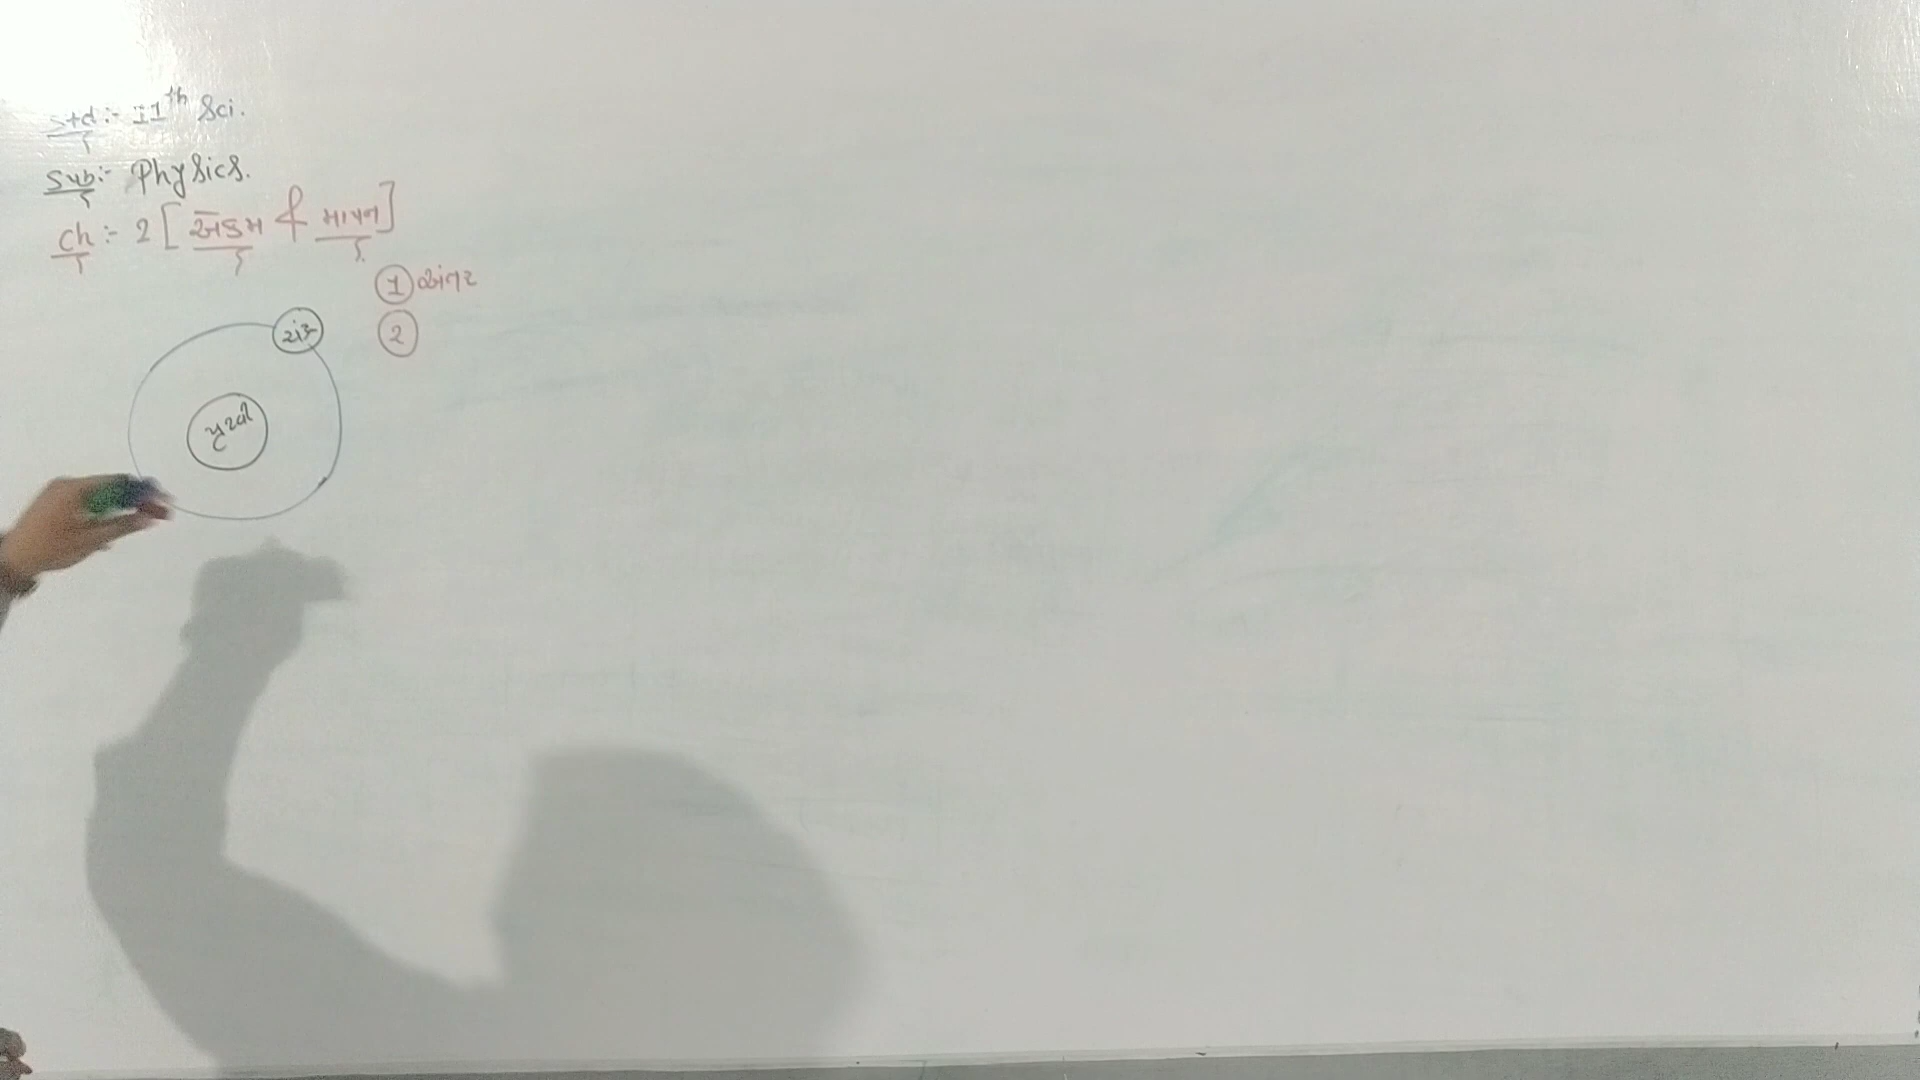 Std:- 11th Sci.
Sub:- Physics.
Ch:- 2 [એકમ & માપન]
① અંતર
②
ચંદ્ર
પૃથ્વી